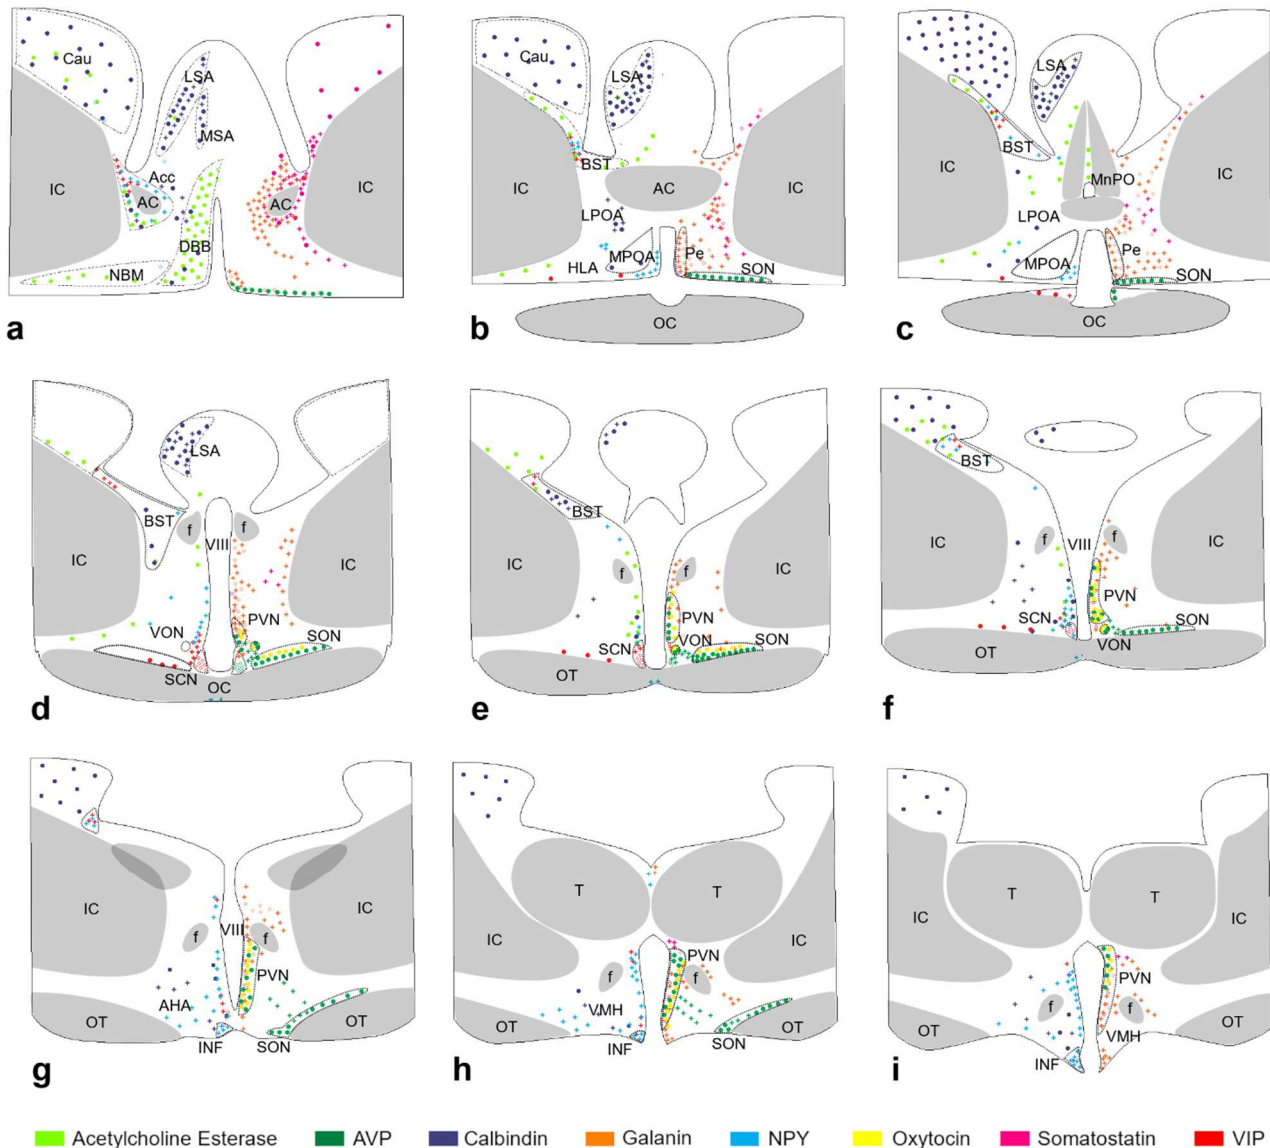 Cau
LSA
MSA
IC
Acc
AC
AC
IC
DBB
NBM
a
Cau
LSA
BST
IC
AC
IC
LPOA
MPOA
Pe
HLA
SON
OC
b
LSA
BST
IC
IC
MnPO
LPOA
MPOA
Pe
SON
OC
c
LSA
BST
f
f
VIII
IC
IC
PVN
VON
SON
SCN
OC
d
BST
IC
f
f
IC
PVN
VON
SON
SCN
OT
e
BST
IC
f
VIII
f
IC
PVN
SCN
SON
OT
VON
f
IC
f
VIII
f
IC
PVN
AHA
OT
OT
INF
SON
g
T
T
IC
IC
PVN
f
f
VMH
OT
OT
INF
SON
h
T
T
IC
IC
PVN
f
f
OT
VMH
OT
INF
i
Acetylcholine Esterase AVP Calbindin Galanin NPY Oxytocin Somatostatin VIP